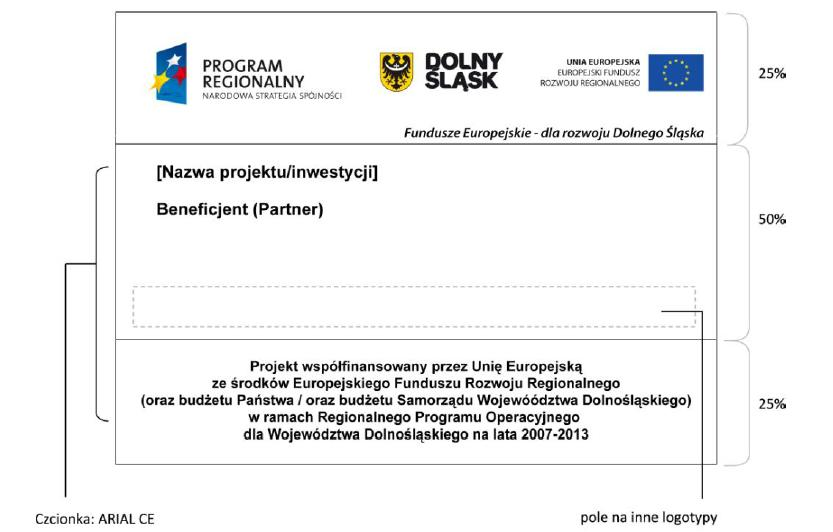 PROGRAM
REGIONALNY
NARODOWA STRATEGIA SPÓJNOŚCI
DOLNY
ŚLĄSK
UNIA EUROPEJSKA
EUROPEJSKI FUNDUSZ
ROZWOJU REGIONALNEGO
25%
Fundusze Europejskie - dla rozwoju Dolnego Śląska
[Nazwa projektu/inwestycji]
Beneficjent (Partner)
50%
Projekt współfinansowany przez Unię Europejską
ze środków Europejskiego Funduszu Rozwoju Regionalnego
(oraz budżetu Państwa / oraz budżetu Samorządu Wojewóództwa Dolnośląskiego)
w ramach Regionalnego Programu Operacyjnego
dla Województwa Dolnośląskiego na lata 2007-2013
25%
Czcionka: ARIAL CE
pole na inne logotypy